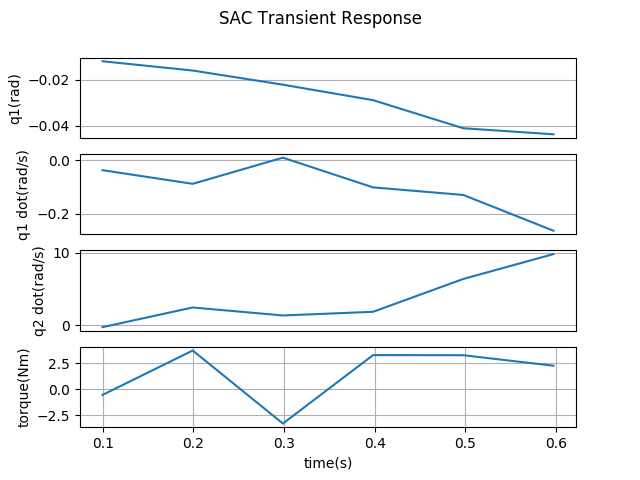 SAC Transient Response
q1(rad)
−0.02
−0.04
q1 dot(rad/s)
0.0
−0.2
q2 dot(rad/s)
10
0
torque(Nm)
2.5
0.0
−2.5
0.1 0.2 0.3 0.4 0.5 0.6
time(s)